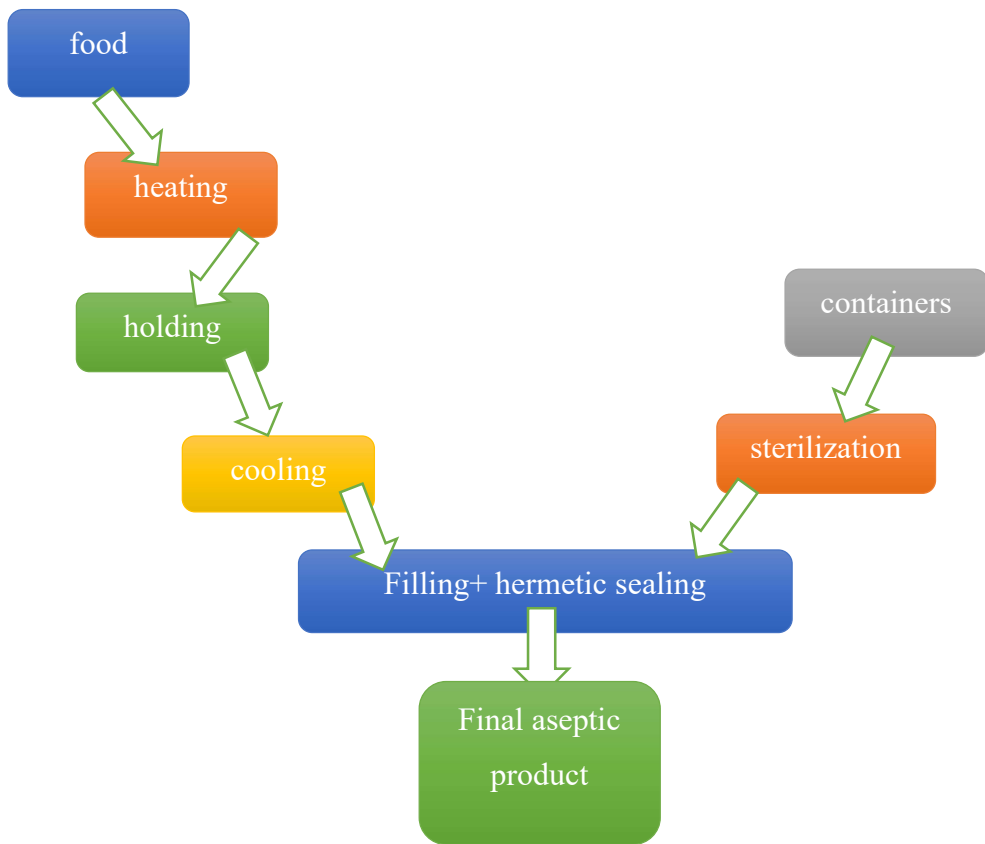 food
heating
holding
containers
cooling
sterilization
Filling+ hermetic sealing
Final aseptic
product